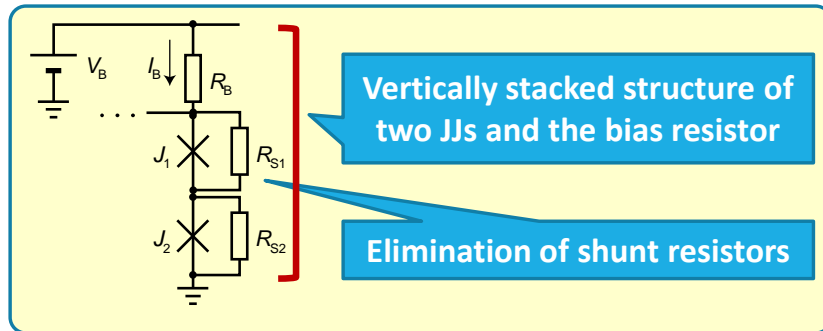 V_B
I_B
R_B
. . .
J_1
R_S1
J_2
R_S2
Vertically stacked structure of
two JJs and the bias resistor
Elimination of shunt resistors